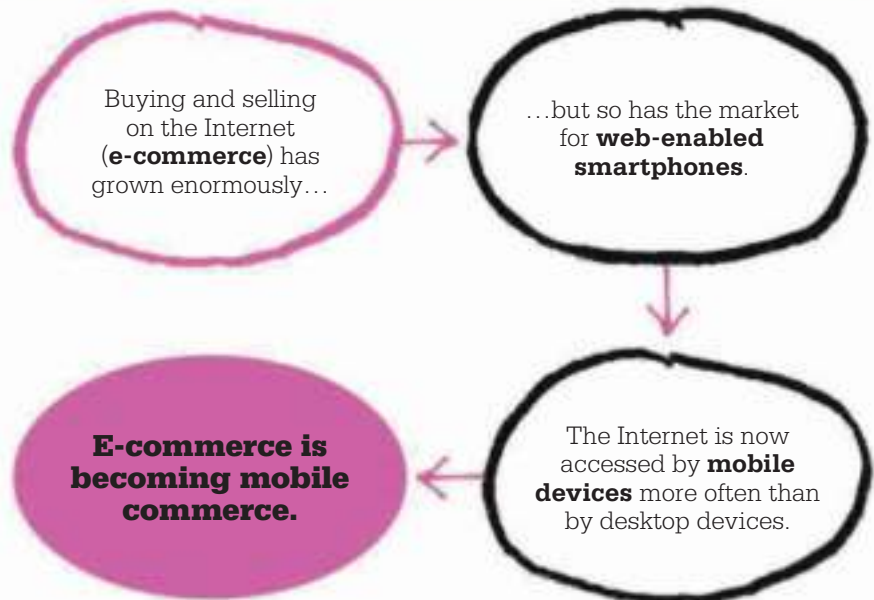 Buying and selling
on the Internet
(e-commerce) has
grown enormously…
…but so has the market
for web-enabled
smartphones.
The Internet is now
accessed by mobile
devices more often than
by desktop devices.
E-commerce is
becoming mobile
commerce.